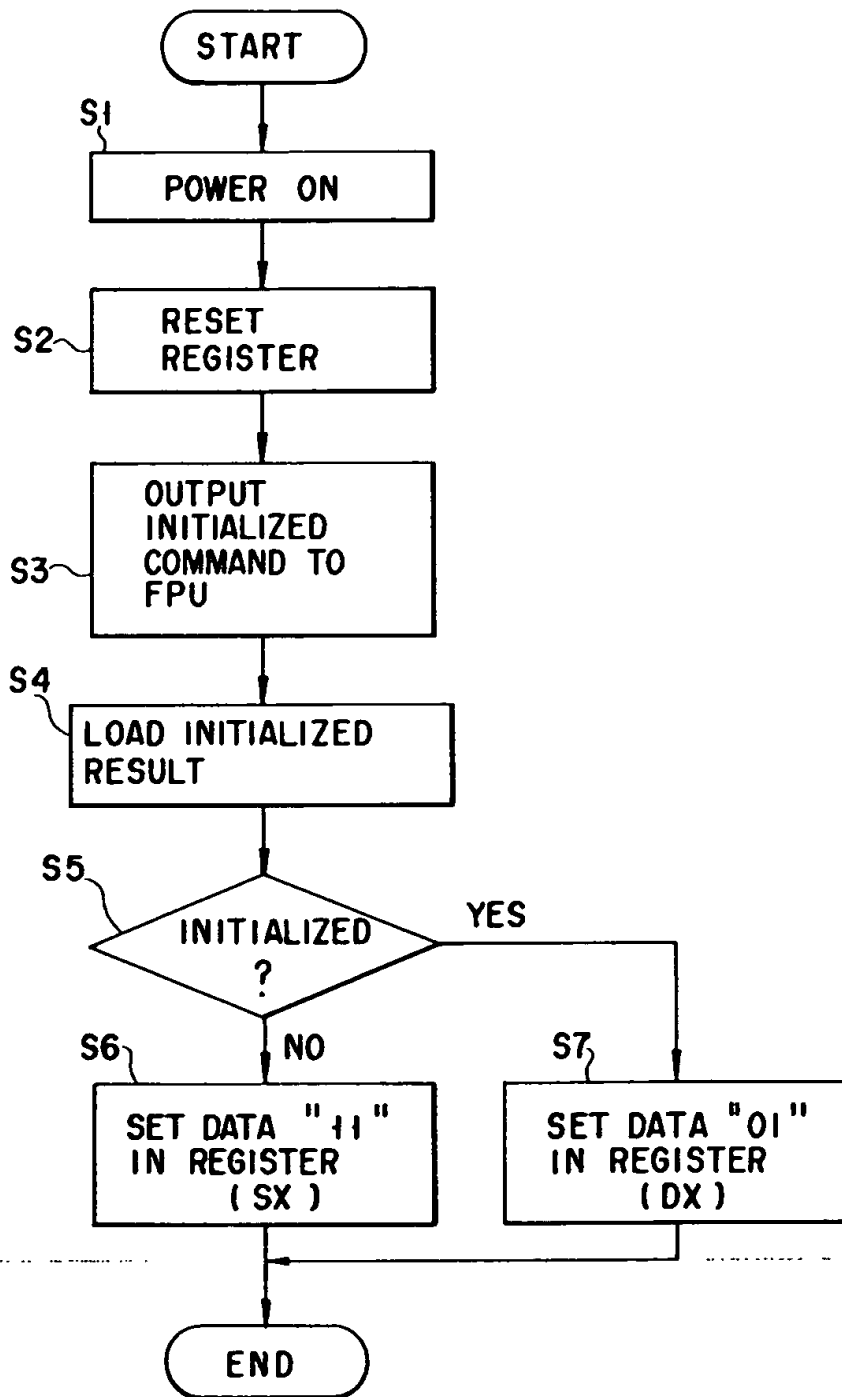 START
S1
POWER ON
S2
RESET
REGISTER
S3
OUTPUT
INITIALIZED
COMMAND TO
FPU
S4
LOAD INITIALIZED
RESULT
S5
INITIALIZED
?
YES
NO
S6
SET DATA "11"
IN REGISTER
(SX)
S7
SET DATA "01"
IN REGISTER
(DX)
END